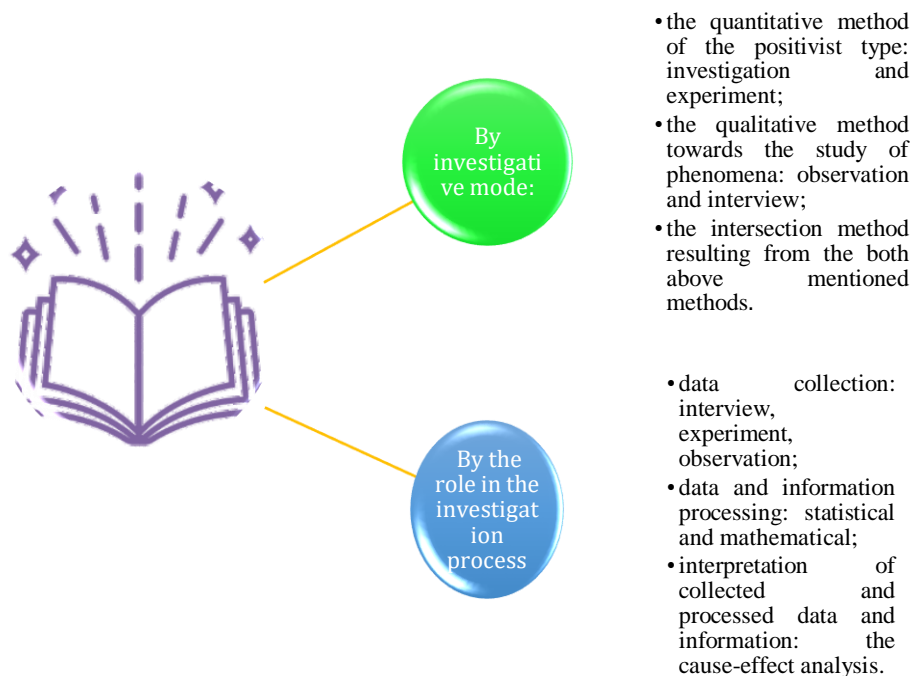 By
investigati
ve mode:
• the quantitative method
of the positivist type:
investigation and
experiment;
• the qualitative method
towards the study of
phenomena: observation
and interview;
• the intersection method
resulting from the both
above mentioned
methods.
By the
role in the
investigat
ion
process
• data collection:
interview,
experiment,
observation;
• data and information
processing: statistical
and mathematical;
• interpretation of
collected and
processed data and
information: the
cause-effect analysis.